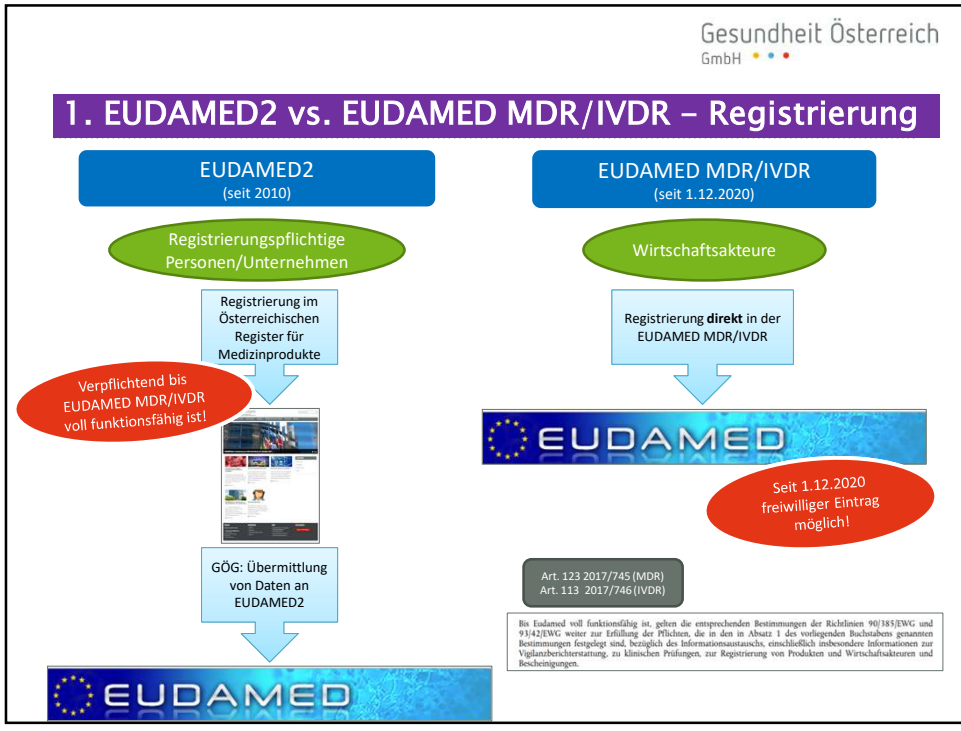 Gesundheit Österreich
GmbH
1. EUDAMED2 vs. EUDAMED MDR/IVDR – Registrierung
EUDAMED2
(seit 2010)
Registrierungspflichtige
Personen/Unternehmen
Registrierung im
Österreichischen
Register für
Medizinprodukte
Verpflichtend bis
EUDAMED MDR/IVDR
voll funktionsfähig ist!
GÖG: Übermittlung
von Daten an
EUDAMED2
EUDAMED
EUDAMED MDR/IVDR
(seit 1.12.2020)
Wirtschaftsakteure
Registrierung direkt in der
EUDAMED MDR/IVDR
EUDAMED
Seit 1.12.2020
freiwilliger Eintrag
möglich!
Art. 123 2017/745 (MDR)
Art. 113 2017/746 (IVDR)
Bis Eudamed voll funktionsfähig ist, gelten die entsprechenden Bestimmungen der Richtlinien 90/385/EWG und
93/42/EWG weiter zur Erfüllung der Pflichten, die in den in Absatz 1 des vorliegenden Buchstabens genannten
Bestimmungen festgelegt sind, bezüglich des Informationsaustauschs, einschließlich insbesondere Informationen zur
Vigilanzberichterstattung, zu klinischen Prüfungen, zur Registrierung von Produkten und Wirtschaftsakteuren und
Bescheinigungen.